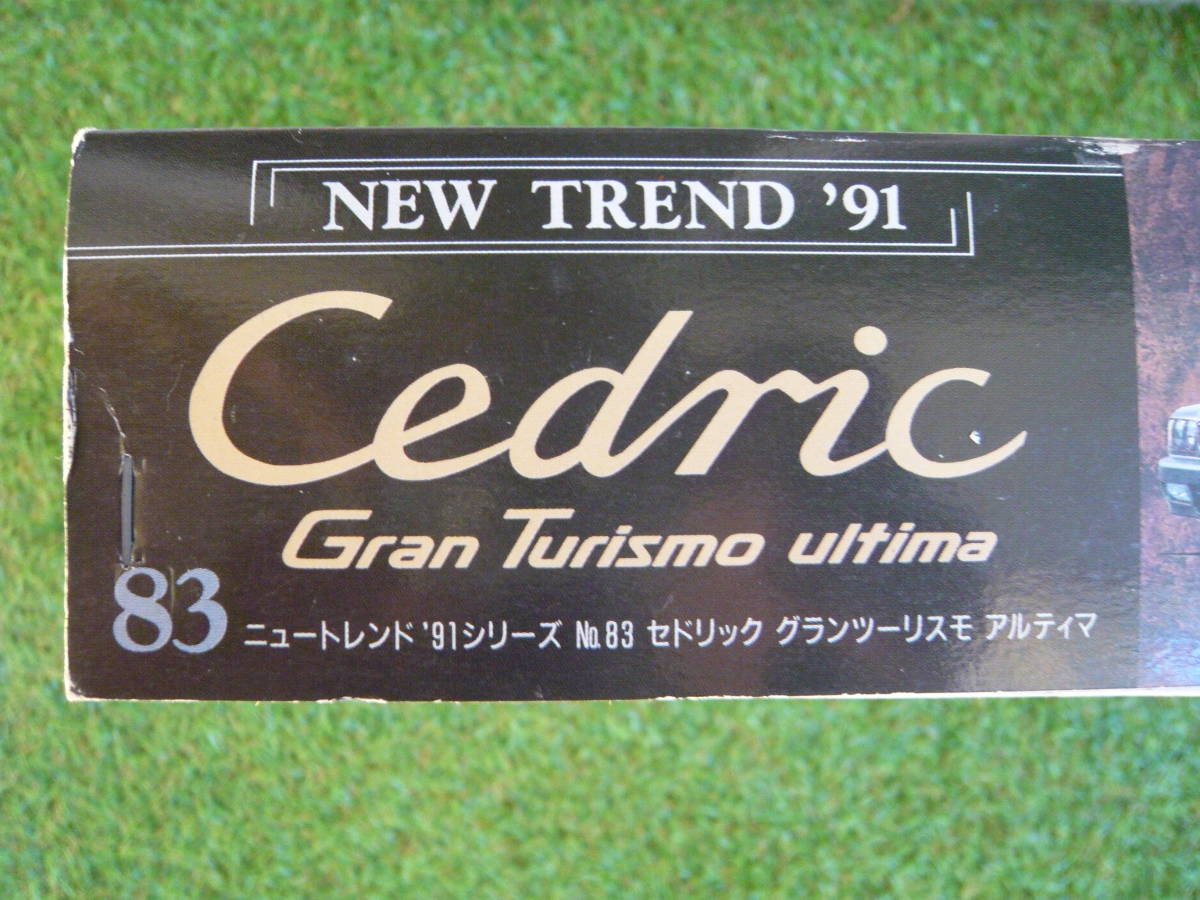 NEW TREND '91
Cedric
Gran Turismo ultima
83 ニュートレンド'91シリーズ No.83 セドリック グランツーリスモ アルティマ